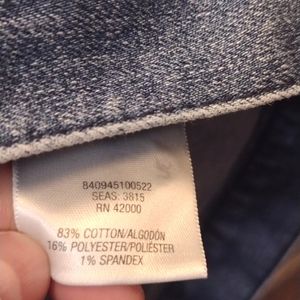 840945100522
SEAS: 3815
RN 42000
83% COTTON/ALGODÓN
16% POLYESTER/POLIÉSTER
1% SPANDEX